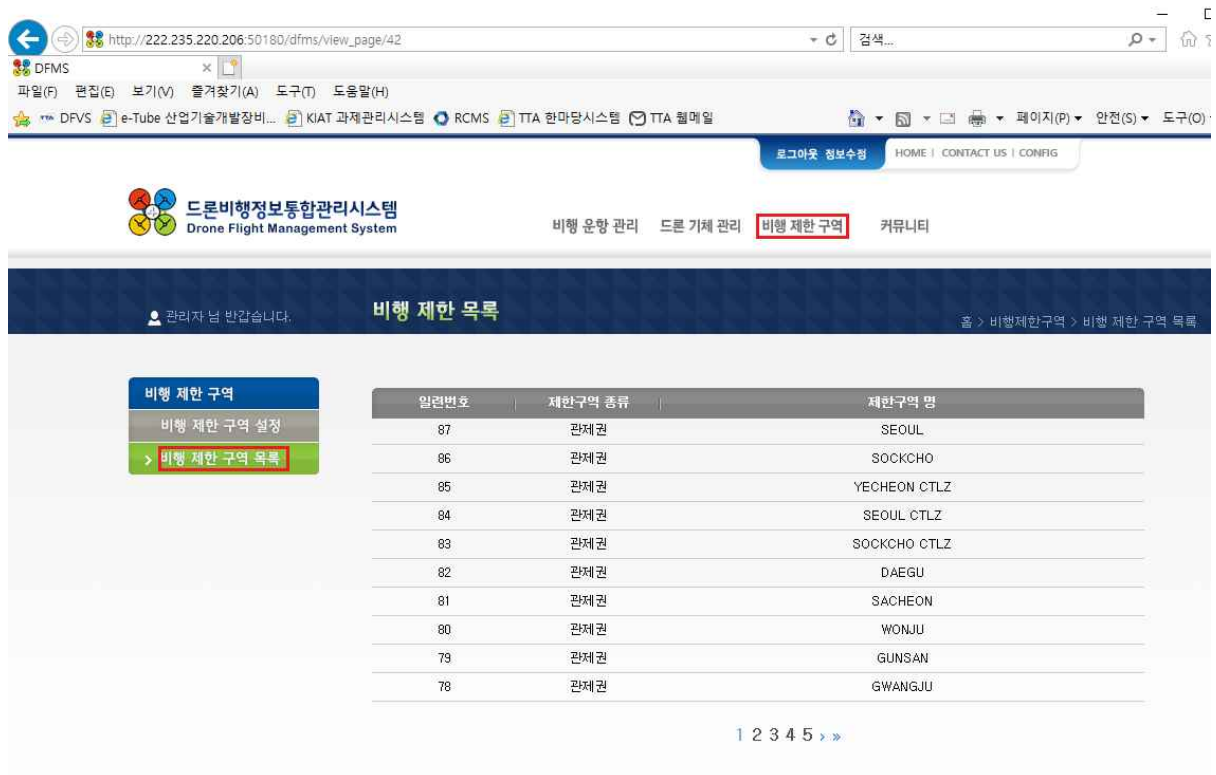 http://222.235.220.206:50180/dfms/view_page/42
검색...
DFMS
파일(F) 편집(E) 보기(V) 즐겨찾기(A) 도구(T) 도움말(H)
DFVS e-Tube 산업기술개발장비... KIAT 과제관리시스템 RCMS TTA 한마당시스템 TTA 웹메일 페이지(P) 안전(S) 도구(O)
로그아웃 정보수정 HOME | CONTACT US | CONFIG
드론비행정보통합관리시스템
Drone Flight Management System
비행 운항 관리 드론 기체 관리 비행 제한 구역 커뮤니티
관리자 님 반갑습니다.
비행 제한 목록
홈 > 비행제한구역 > 비행 제한 구역 목록
비행 제한 구역
비행 제한 구역 설정
비행 제한 구역 목록
일련번호 제한구역 종류 제한구역 명
87 관제권 SEOUL
86 관제권 SOCKCHO
85 관제권 YECHEON CTLZ
84 관제권 SEOUL CTLZ
83 관제권 SOCKCHO CTLZ
82 관제권 DAEGU
81 관제권 SACHEON
80 관제권 WONJU
79 관제권 GUNSAN
78 관제권 GWANGJU
1 2 3 4 5 › »